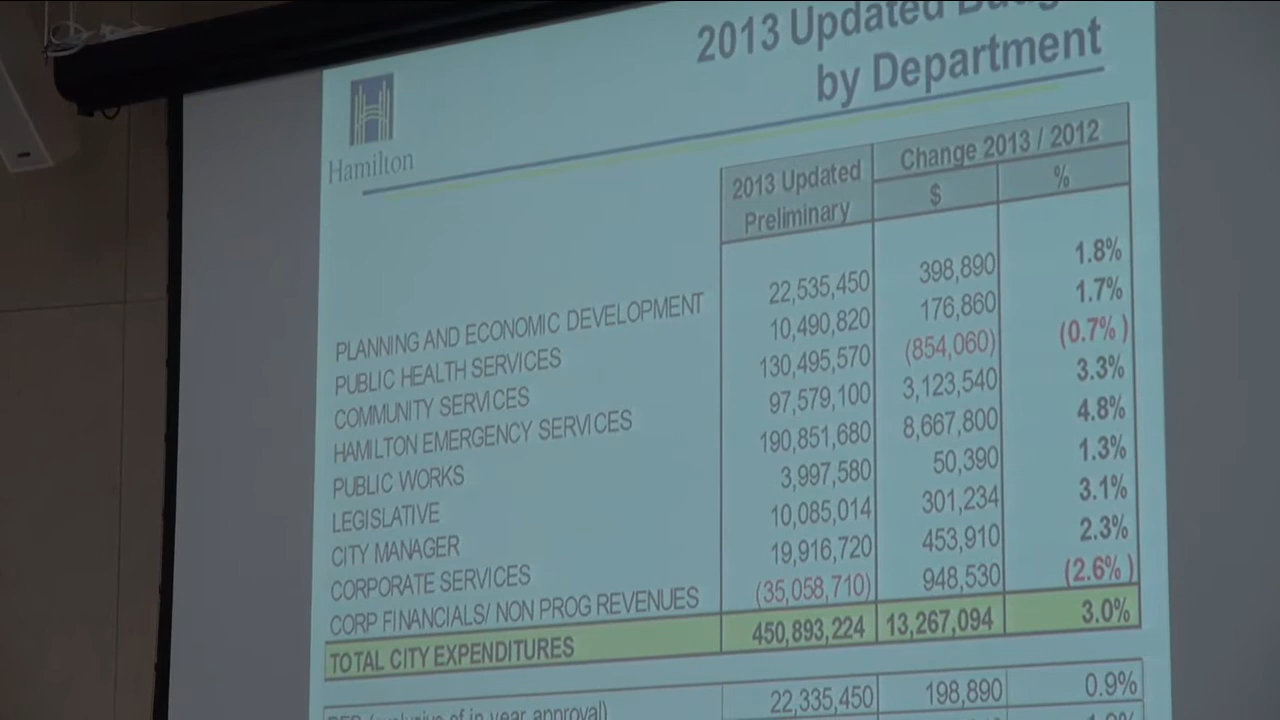 2013 Updated
by Department
Hamilton
2013 Updated Preliminary
Change 2013 / 2012
$ %
PLANNING AND ECONOMIC DEVELOPMENT 22,535,450 398,890 1.8%
PUBLIC HEALTH SERVICES 10,490,820 176,860 1.7%
COMMUNITY SERVICES 130,495,570 (854,060) (0.7%)
HAMILTON EMERGENCY SERVICES 97,579,100 3,123,540 3.3%
PUBLIC WORKS 190,851,680 8,667,800 4.8%
LEGISLATIVE 3,997,580 50,390 1.3%
CITY MANAGER 10,085,014 301,234 3.1%
CORPORATE SERVICES 19,916,720 453,910 2.3%
CORP FINANCIALS/ NON PROG REVENUES (35,058,710) 948,530 (2.6%)
TOTAL CITY EXPENDITURES 450,893,224 13,267,094 3.0%
of in year approval) 22,335,450 198,890 0.9%